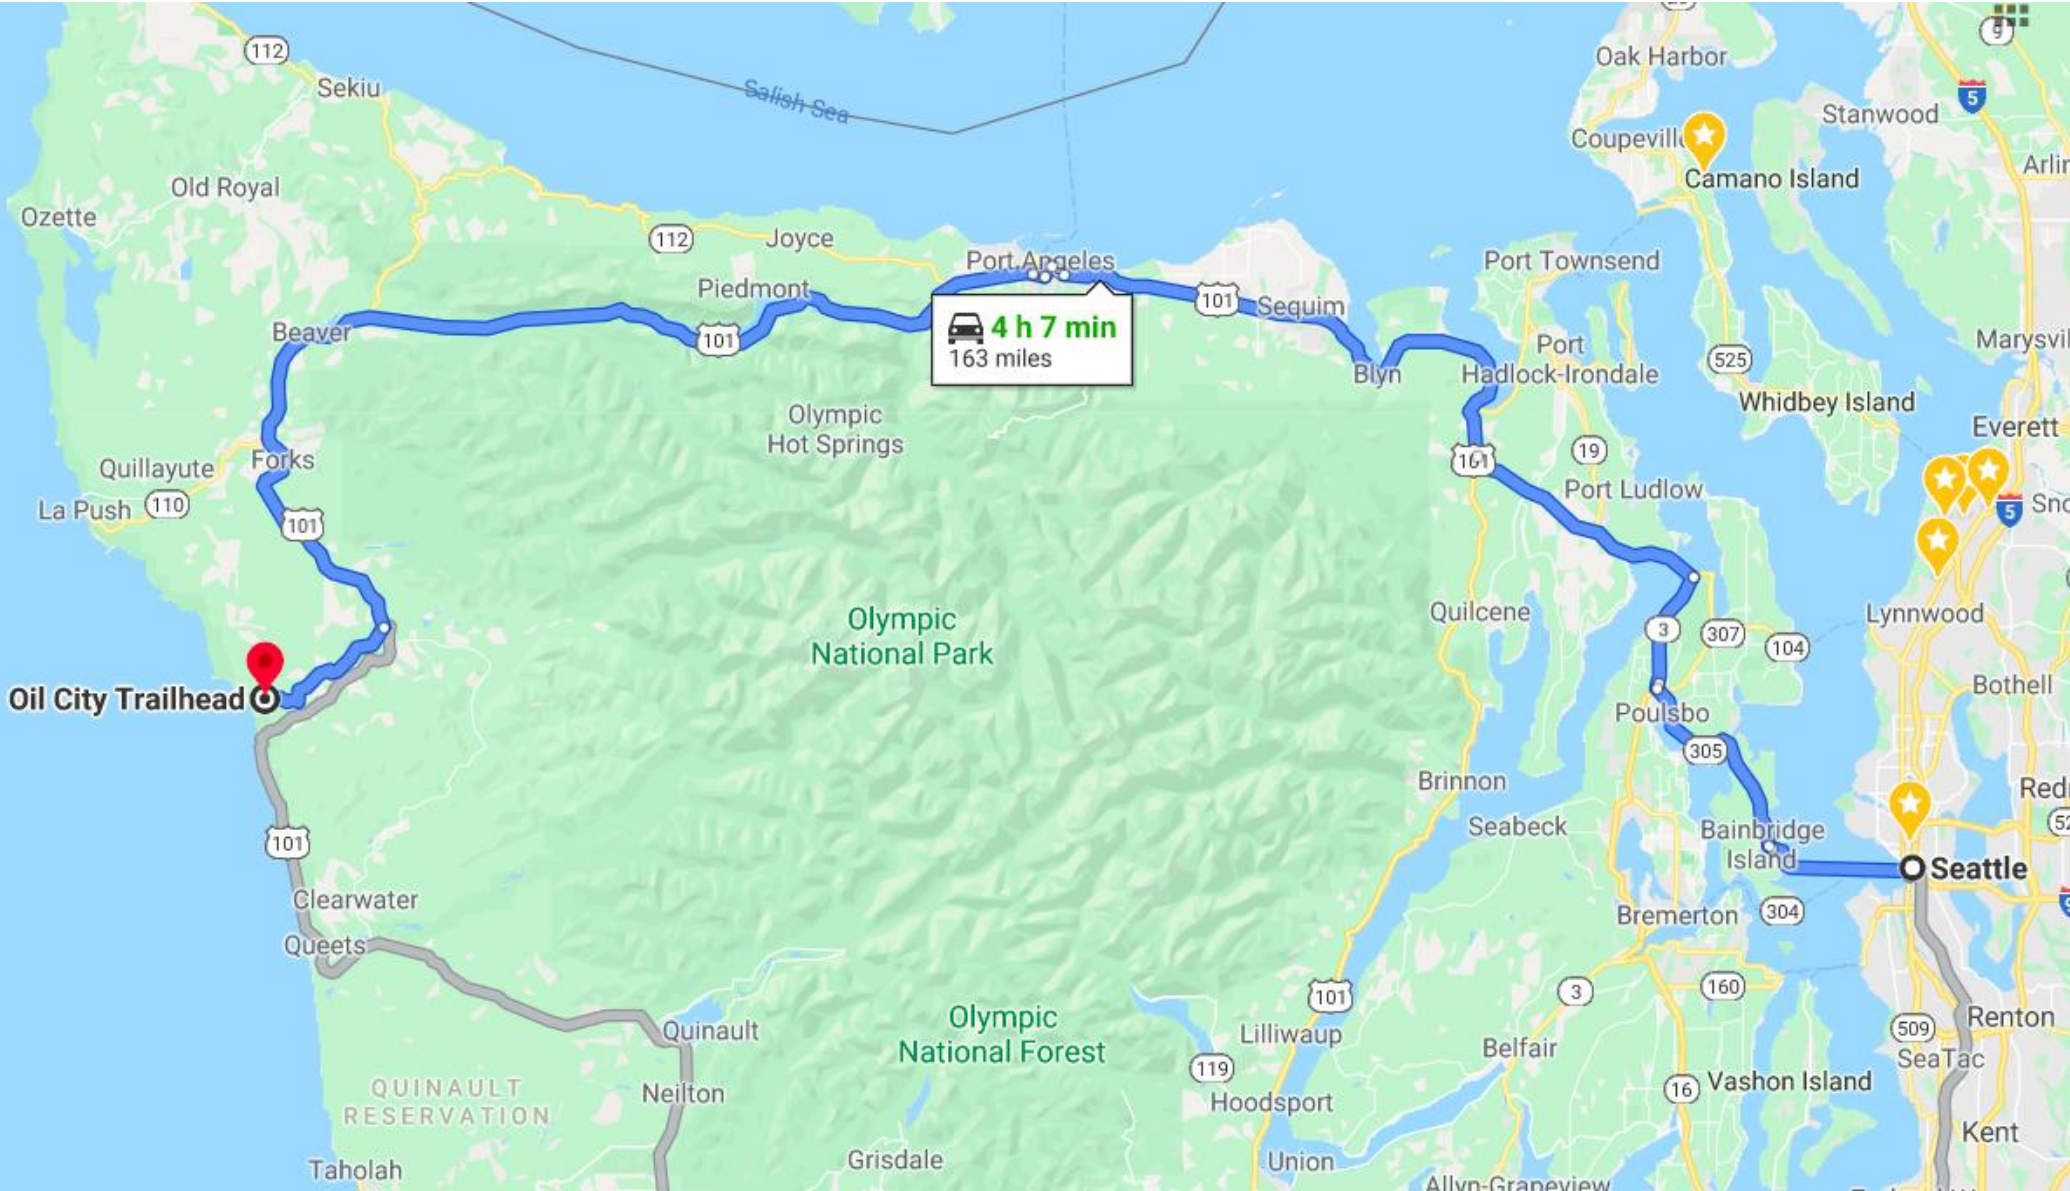 112
Sekiu
Salish Sea
Oak Harbor
9
5
Stanwood
Coupeville
Camano Island
Old Royal
Ozette
112
Joyce
Port Angeles
Port Townsend
Piedmont
101
Sequim
4 h 7 min
163 miles
Beaver
101
Blyn
Port
Hadlock-Irondale
525
Whidbey Island
Everett
Olympic
Hot Springs
Quillayute
Forks
La Push
110
101
101
19
Port Ludlow
5
Quilcene
Lynnwood
Olympic
National Park
3
307
104
Oil City Trailhead
Bothell
Poulsbo
305
Brinnon
Seabeck
Bainbridge
Island
Seattle
101
Clearwater
Queets
Bremerton
304
101
3
160
Quinault
Olympic
National Forest
Lilliwaup
Belfair
509
Renton
SeaTac
119
Neilton
QUINAULT
RESERVATION
Hoodsport
16
Vashon Island
Kent
Taholah
Grisdale
Union
Allyn-Grapeview